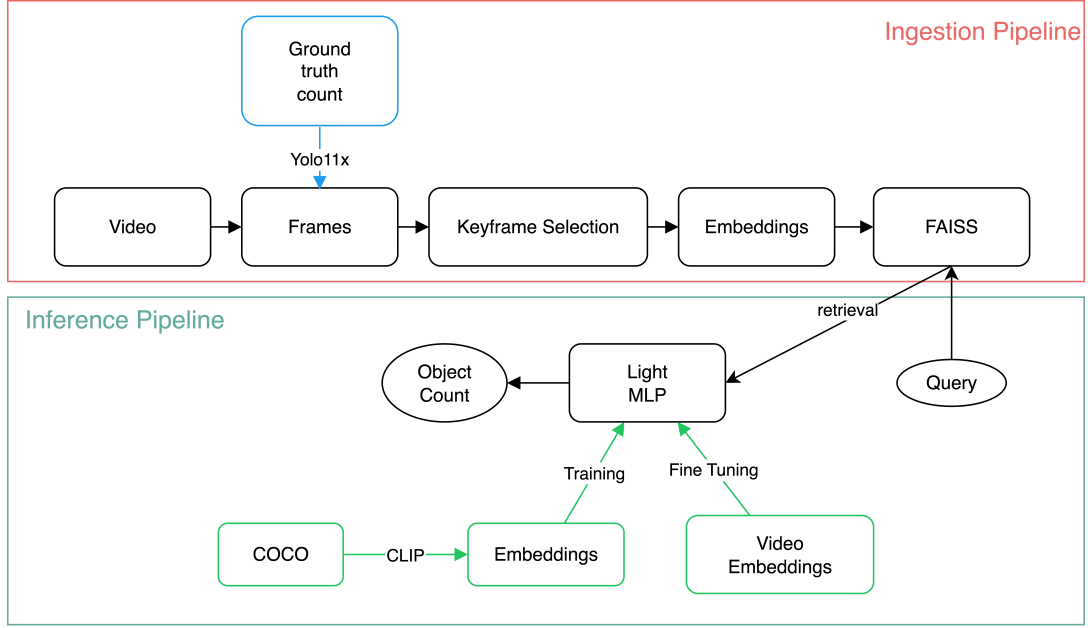 Ingestion Pipeline
Ground
truth
count
Yolo11x
Video
Frames
Keyframe Selection
Embeddings
FAISS
Inference Pipeline
retrieval
Object
Count
Light
MLP
Query
Training
Fine Tuning
COCO
CLIP
Embeddings
Video
Embeddings